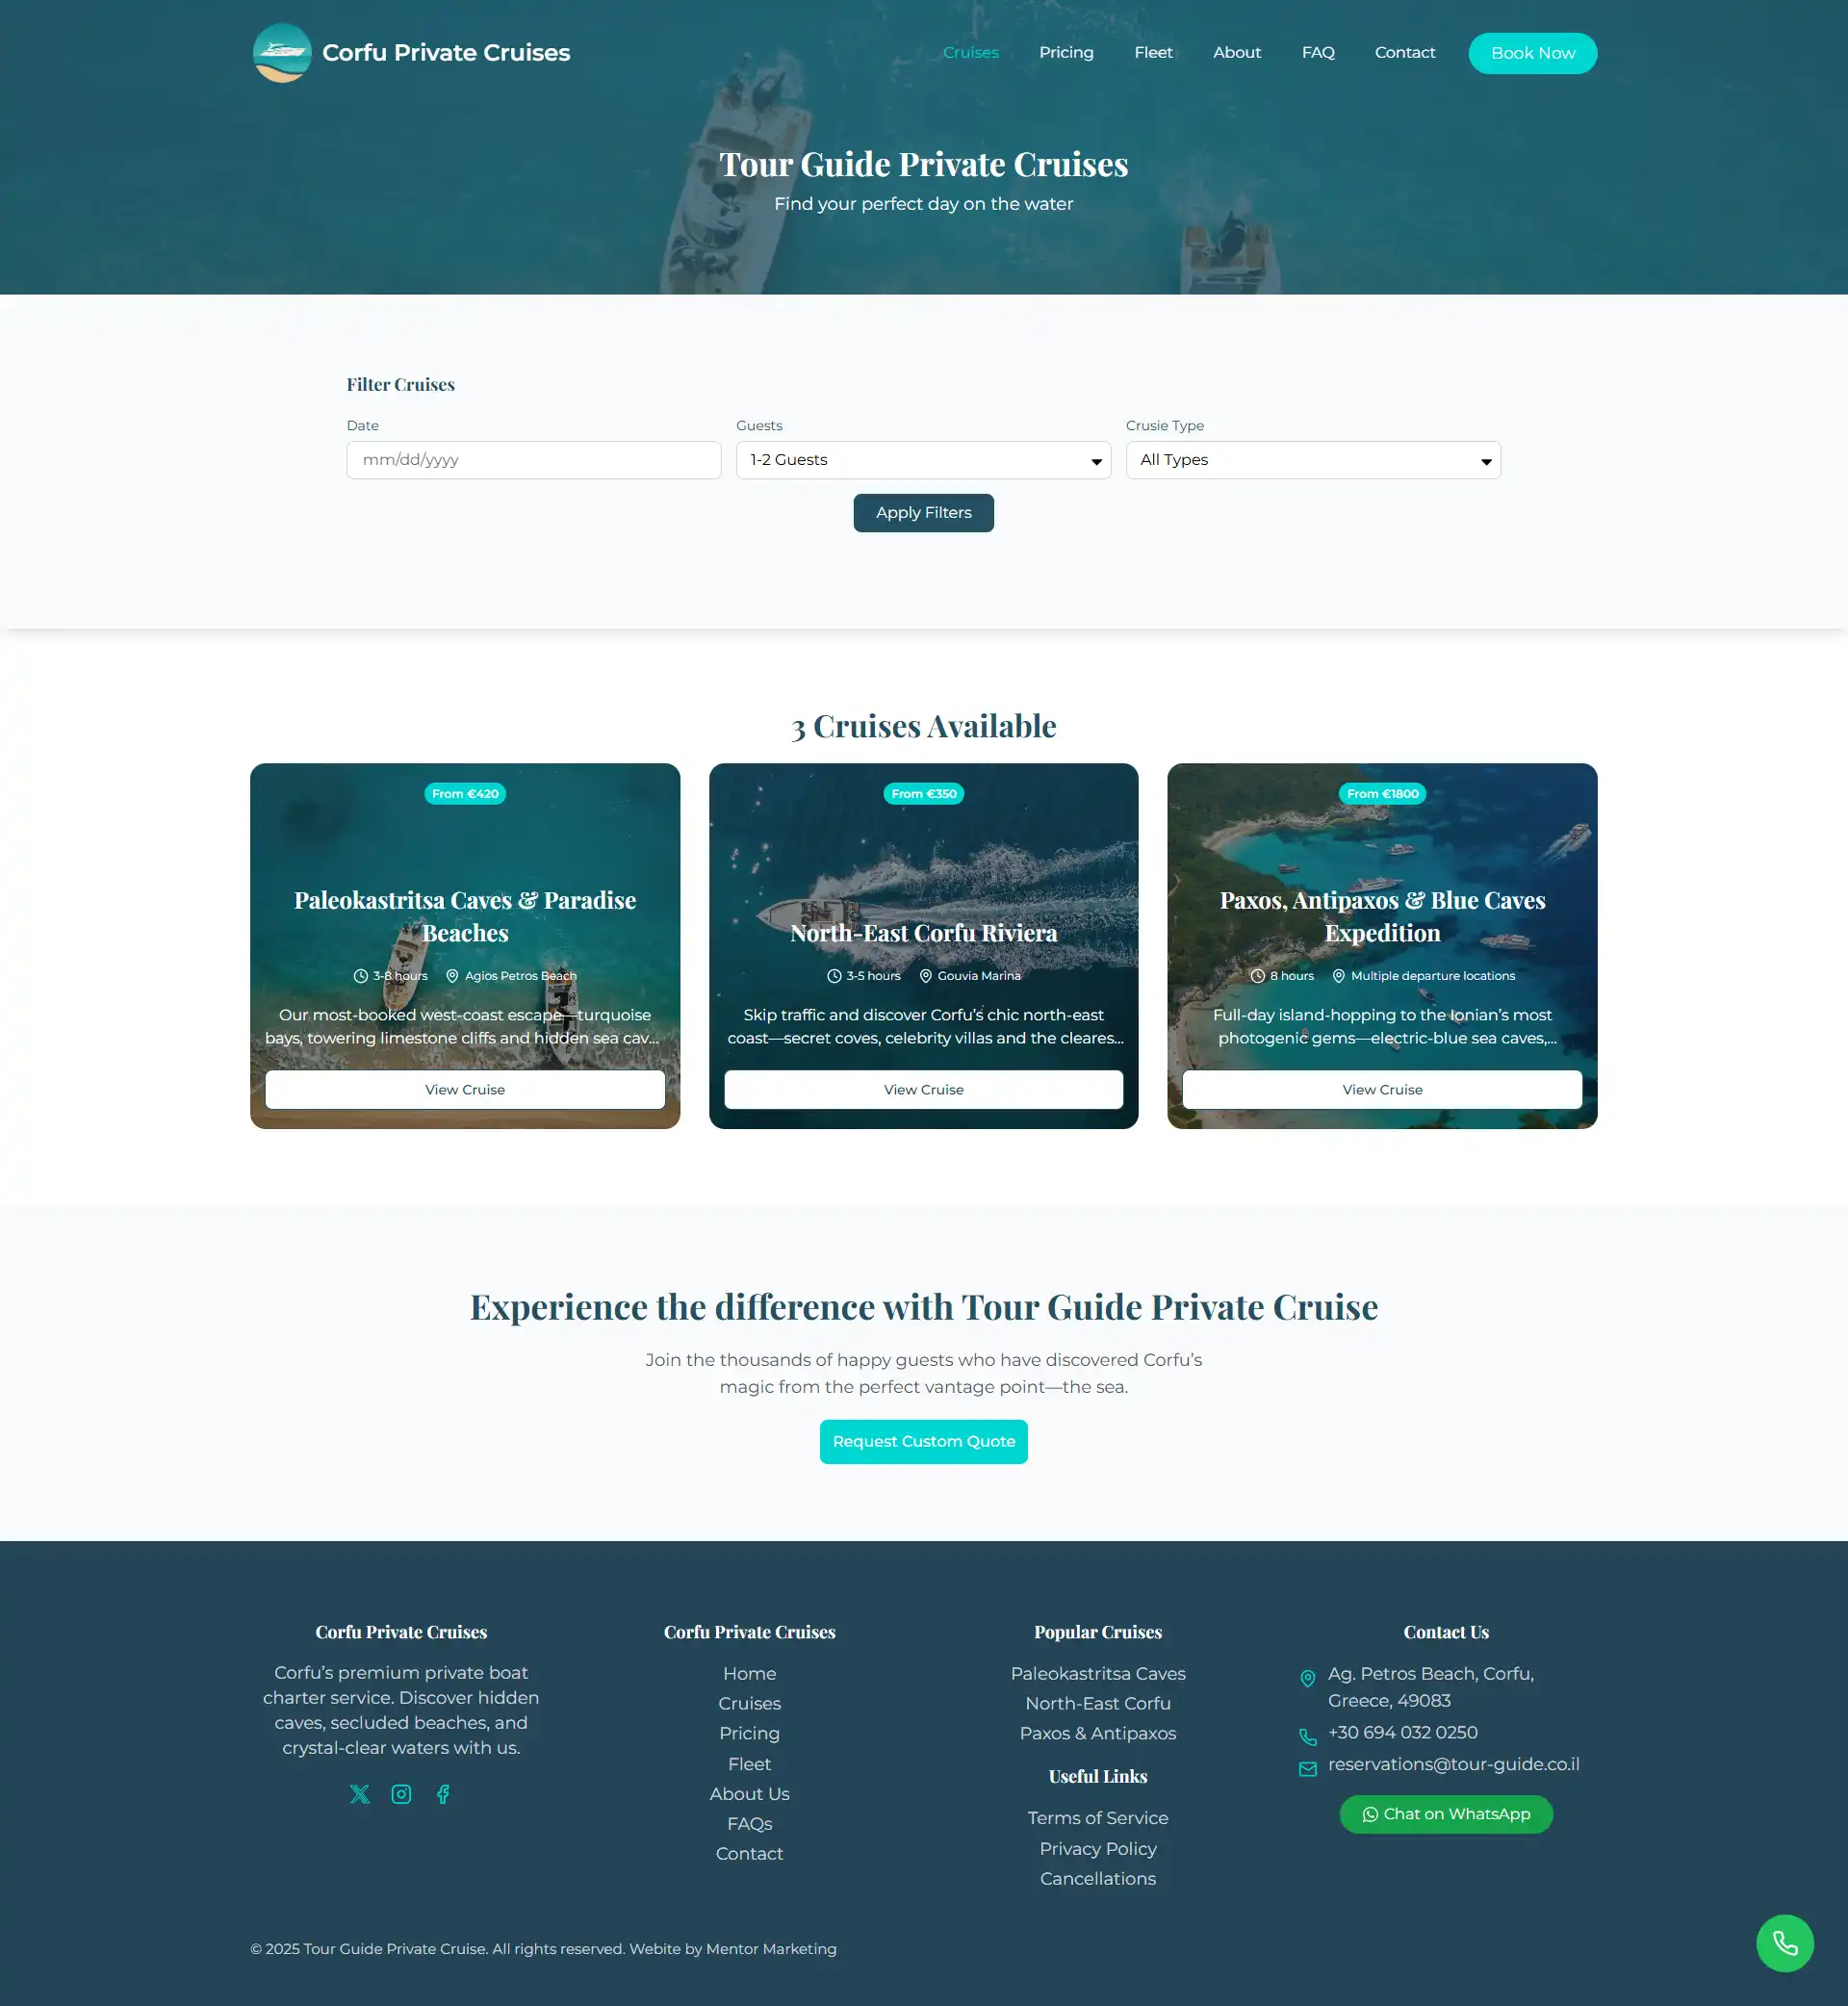 Corfu Private Cruises
Cruises
Pricing
Fleet
About
FAQ
Contact
Book Now
Tour Guide Private Cruises
Find your perfect day on the water
Filter Cruises
Date
Guests
Crusie Type
mm/dd/yyyy
1-2 Guests
All Types
Apply Filters
3 Cruises Available
From €420
Paleokastritsa Caves & Paradise
Beaches
3-8 hours
Agios Petros Beach
Our most-booked west-coast escape—turquoise
bays, towering limestone cliffs and hidden sea cav...
View Cruise
From €350
North-East Corfu Riviera
3-5 hours
Gouvia Marina
Skip traffic and discover Corfu’s chic north-east
coast—secret coves, celebrity villas and the cleares...
View Cruise
From €1800
Paxos, Antipaxos & Blue Caves
Expedition
8 hours
Multiple departure locations
Full-day island-hopping to the Ionian’s most
photogenic gems—electric-blue sea caves,...
View Cruise
Experience the difference with Tour Guide Private Cruise
Join the thousands of happy guests who have discovered Corfu’s
magic from the perfect vantage point—the sea.
Request Custom Quote
Corfu Private Cruises
Corfu’s premium private boat
charter service. Discover hidden
caves, secluded beaches, and
crystal-clear waters with us.
Corfu Private Cruises
Home
Cruises
Pricing
Fleet
About Us
FAQs
Contact
Popular Cruises
Paleokastritsa Caves
North-East Corfu
Paxos & Antipaxos
Useful Links
Terms of Service
Privacy Policy
Cancellations
Contact Us
Ag. Petros Beach, Corfu,
Greece, 49083
+30 694 032 0250
reservations@tour-guide.co.il
Chat on WhatsApp
© 2025 Tour Guide Private Cruise. All rights reserved. Webite by Mentor Marketing